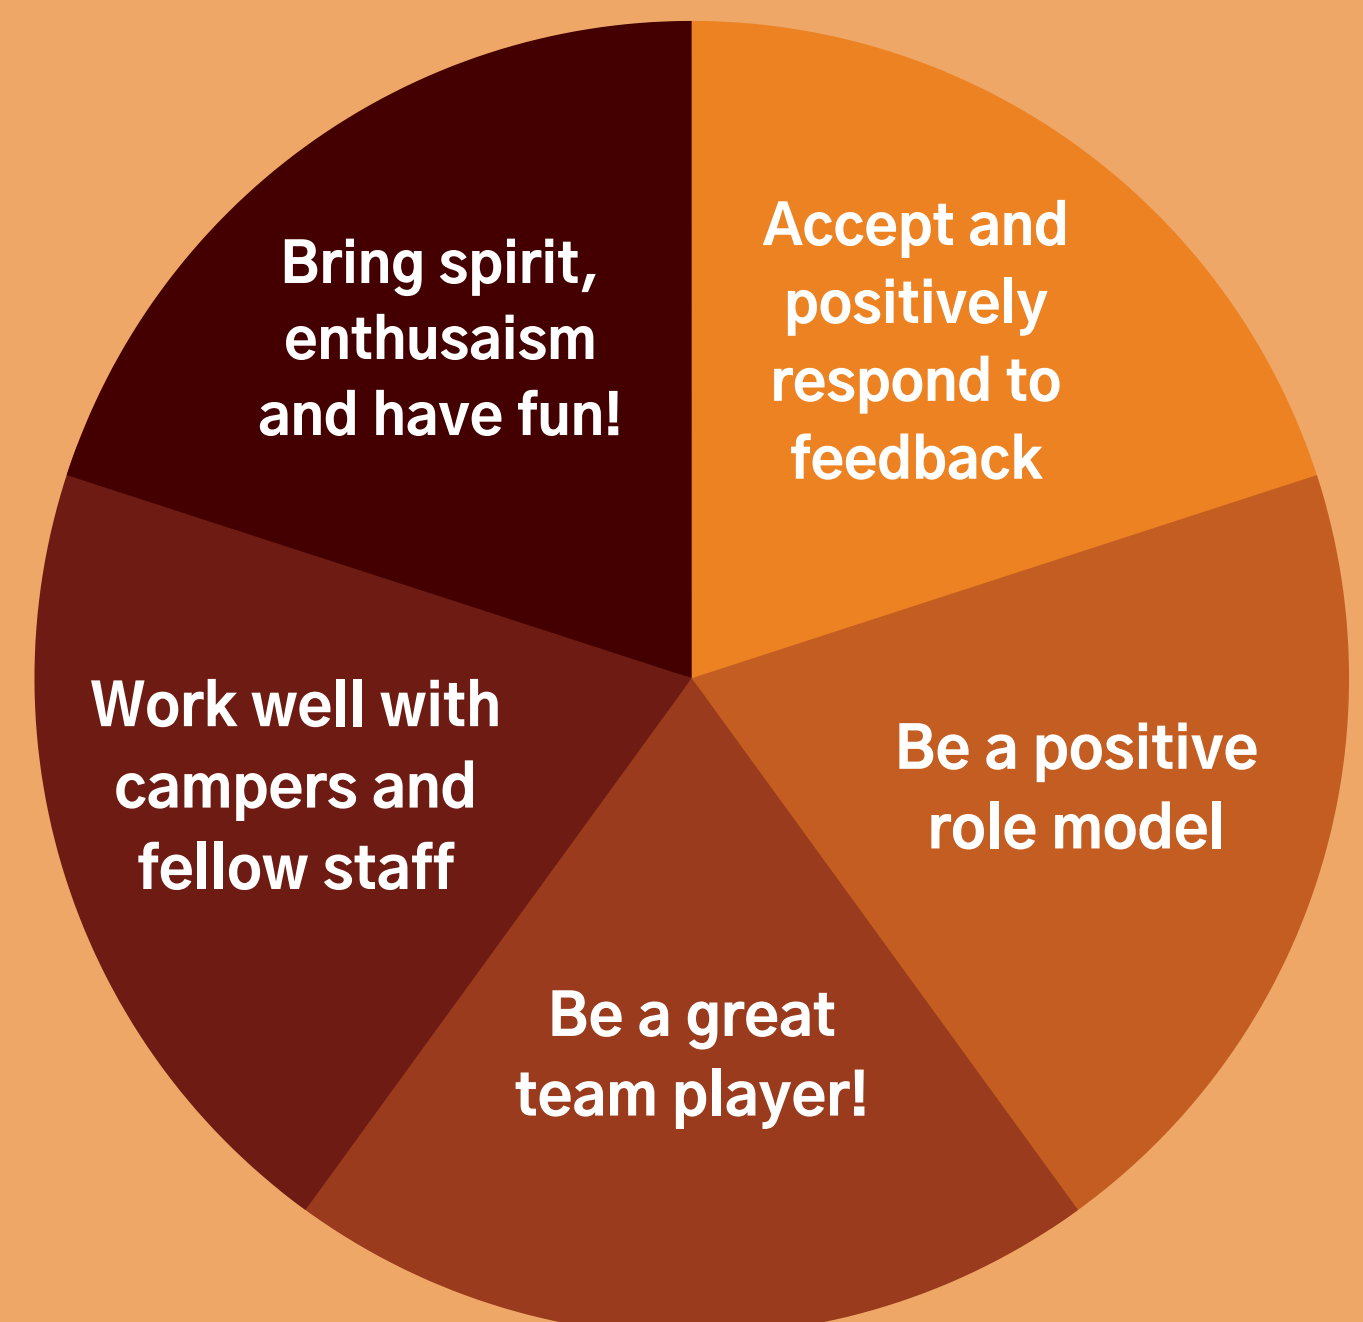 Bring spirit,
enthusaism
and have fun!
Accept and
positively
respond to
feedback
Work well with
campers and
fellow staff
Be a positive
role model
Be a great
team player!